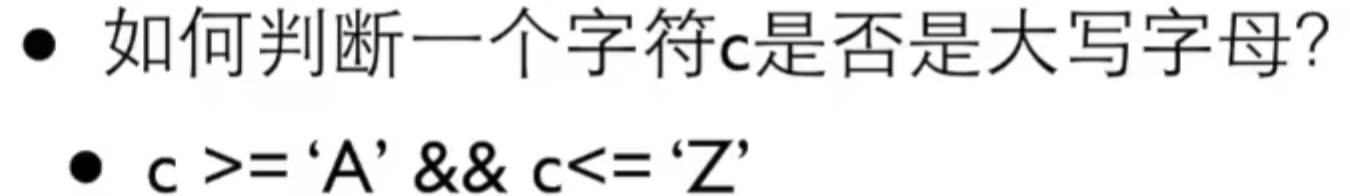 • 如何判断一个字符c是否是大写字母？
• c >= ‘A’ && c<= ‘Z’